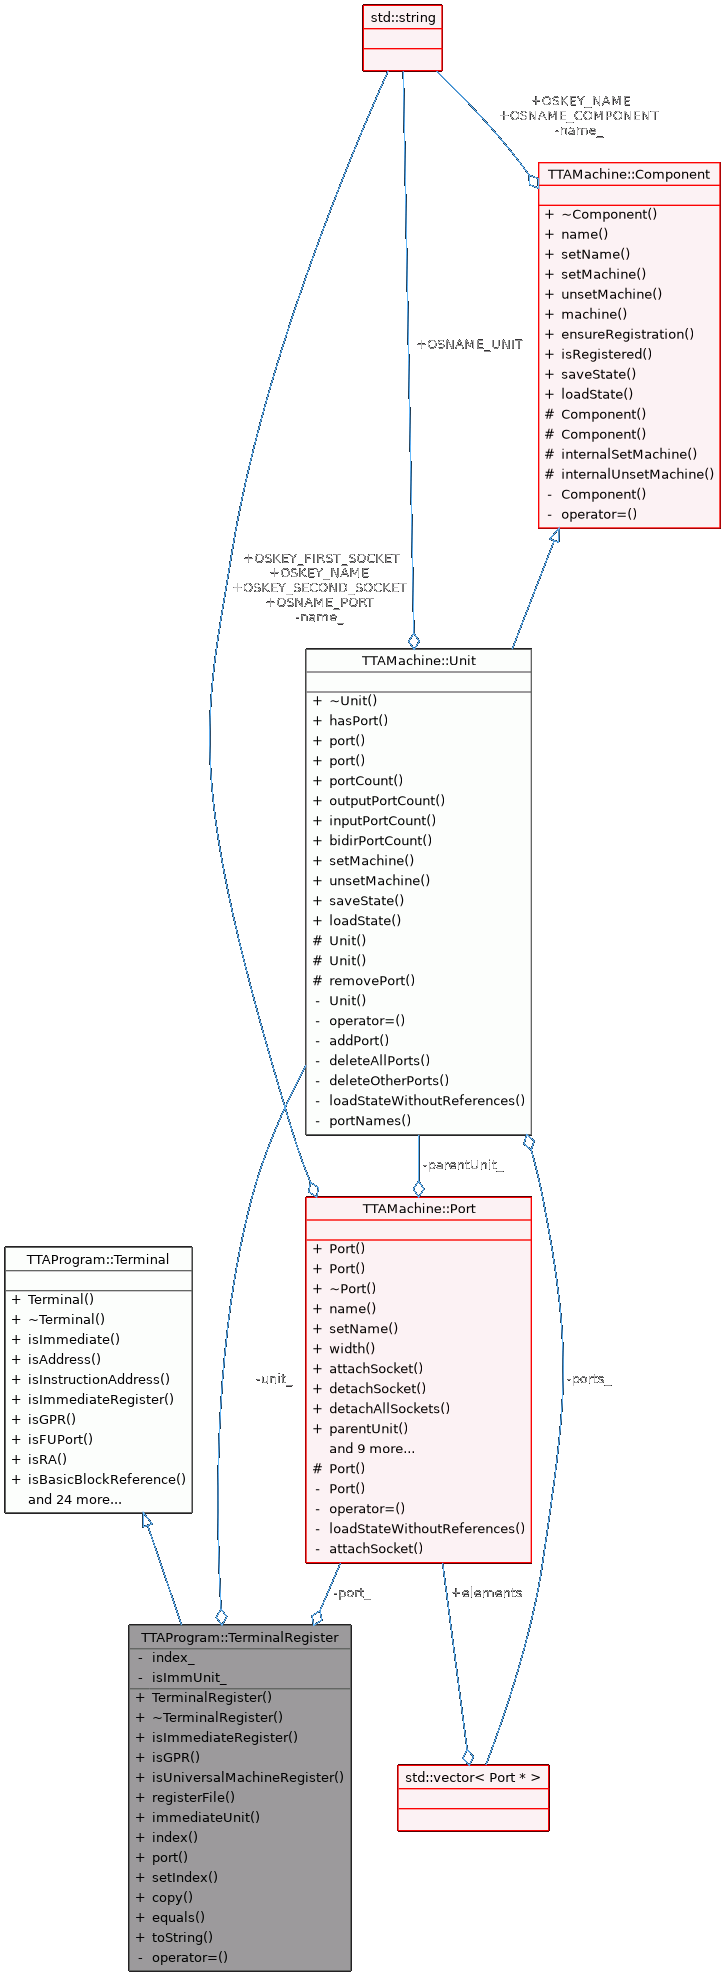 std::string
+OSKEY_NAME
+OSNAME_COMPONENT
-name_
TTAMachine::Component
+ ~Component()
+ name()
+ setName()
+ setMachine()
+ unsetMachine()
+ machine()
+ ensureRegistration()
+ isRegistered()
+ saveState()
+ loadState()
# Component()
# Component()
# internalSetMachine()
# internalUnsetMachine()
- Component()
- operator=()
+OSNAME_UNIT
+OSKEY_FIRST_SOCKET
+OSKEY_NAME
+OSKEY_SECOND_SOCKET
+OSNAME_PORT
-name_
TTAMachine::Unit
+ ~Unit()
+ hasPort()
+ port()
+ port()
+ portCount()
+ outputPortCount()
+ inputPortCount()
+ bidirPortCount()
+ setMachine()
+ unsetMachine()
+ saveState()
+ loadState()
# Unit()
# Unit()
# removePort()
- Unit()
- operator=()
- addPort()
- deleteAllPorts()
- deleteOtherPorts()
- loadStateWithoutReferences()
- portNames()
-parentUnit_
TTAMachine::Port
+ Port()
+ Port()
+ ~Port()
+ name()
+ setName()
+ width()
+ attachSocket()
+ detachSocket()
+ detachAllSockets()
+ parentUnit()
and 9 more...
# Port()
- Port()
- operator=()
- loadStateWithoutReferences()
- attachSocket()
TTAProgram::Terminal
+ Terminal()
+ ~Terminal()
+ isImmediate()
+ isAddress()
+ isInstructionAddress()
+ isImmediateRegister()
+ isGPR()
+ isFUPort()
+ isRA()
+ isBasicBlockReference()
and 24 more...
-unit_
-ports_
-port_
+elements
TTAProgram::TerminalRegister
- index_
- isImmUnit_
+ TerminalRegister()
+ ~TerminalRegister()
+ isImmediateRegister()
+ isGPR()
+ isUniversalMachineRegister()
+ registerFile()
+ immediateUnit()
+ index()
+ port()
+ setIndex()
+ copy()
+ equals()
+ toString()
- operator=()
std::vector< Port * >